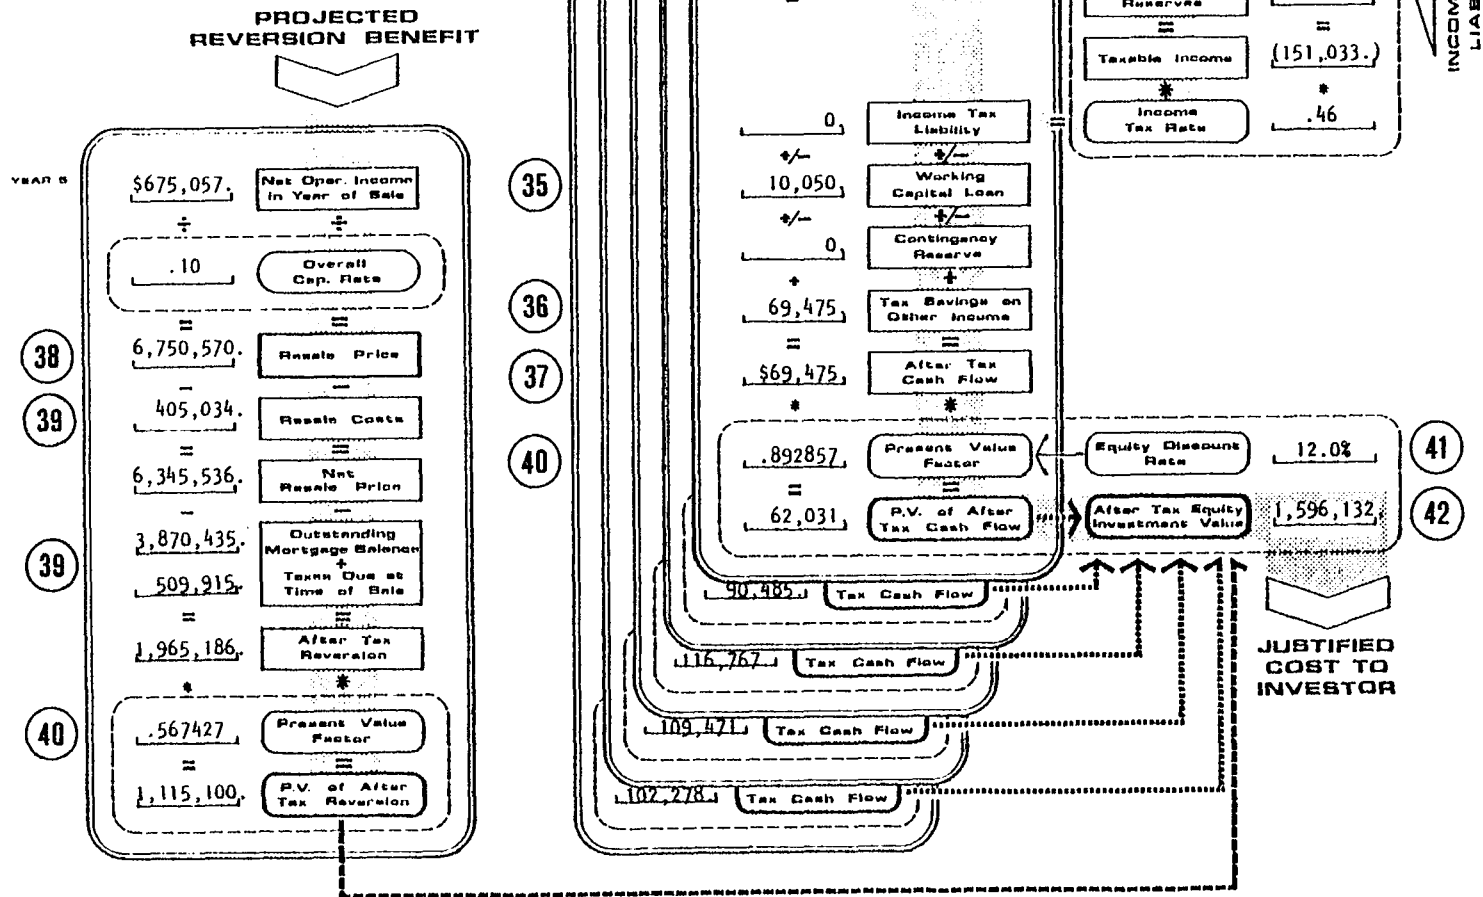 PROJECTED
REVERSION BENEFIT
YEAR 5
$675,057.
Net Oper. Income
in Year of Sale
÷
÷
.10
Overall
Cap. Rate
=
=
38
6,750,570.
Resale Price
−
−
39
405,034.
Resale Costs
=
=
6,345,536.
Net
Resale Price
−
−
39
3,870,435.
Outstanding
Mortgage Balance
+
509,915.
Taxes Due at
Time of Sale
=
=
1,965,186.
After Tax
Reversion
*
*
40
.567427
Present Value
Factor
=
=
1,115,100.
P.V. of After
Tax Reversion
Reserves
=
=
Taxable Income
(151,033.)
*
*
Income
Tax Rate
.46
INCOM
LIAB
0
Income Tax
Liability
=
+/−
+/−
35
10,050
Working
Capital Loan
+/−
+/−
0
Contingency
Reserve
+
+
36
69,475
Tax Savings on
Other Income
=
=
37
$69,475
After Tax
Cash Flow
*
*
40
.892857
Present Value
Factor
Equity Discount
Rate
12.0%
41
=
=
62,031
P.V. of After
Tax Cash Flow
After Tax Equity
Investment Value
1,596,132
42
90,485.
Tax Cash Flow
116,767
Tax Cash Flow
109,471
Tax Cash Flow
102,278
Tax Cash Flow
JUSTIFIED
COST TO
INVESTOR